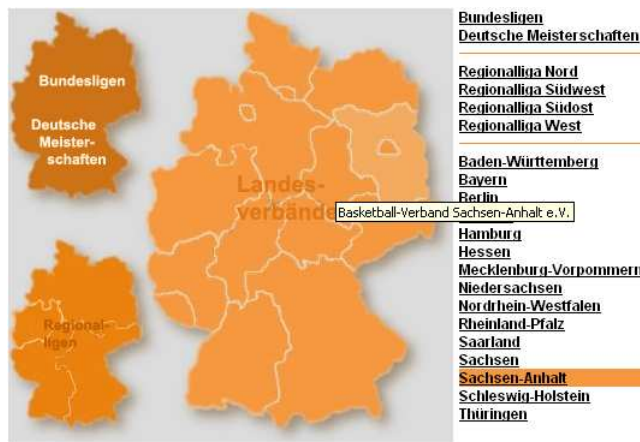 Bundesligen
Deutsche
Meister-
schaften
Regional-
ligen
Landes-
verbände
Basketball-Verband Sachsen-Anhalt e.V.
Bundesligen
Deutsche Meisterschaften
Regionalliga Nord
Regionalliga Südwest
Regionalliga Südost
Regionalliga West
Baden-Württemberg
Bayern
Berlin
Hamburg
Hessen
Mecklenburg-Vorpommern
Niedersachsen
Nordrhein-Westfalen
Rheinland-Pfalz
Saarland
Sachsen
Sachsen-Anhalt
Schleswig-Holstein
Thüringen